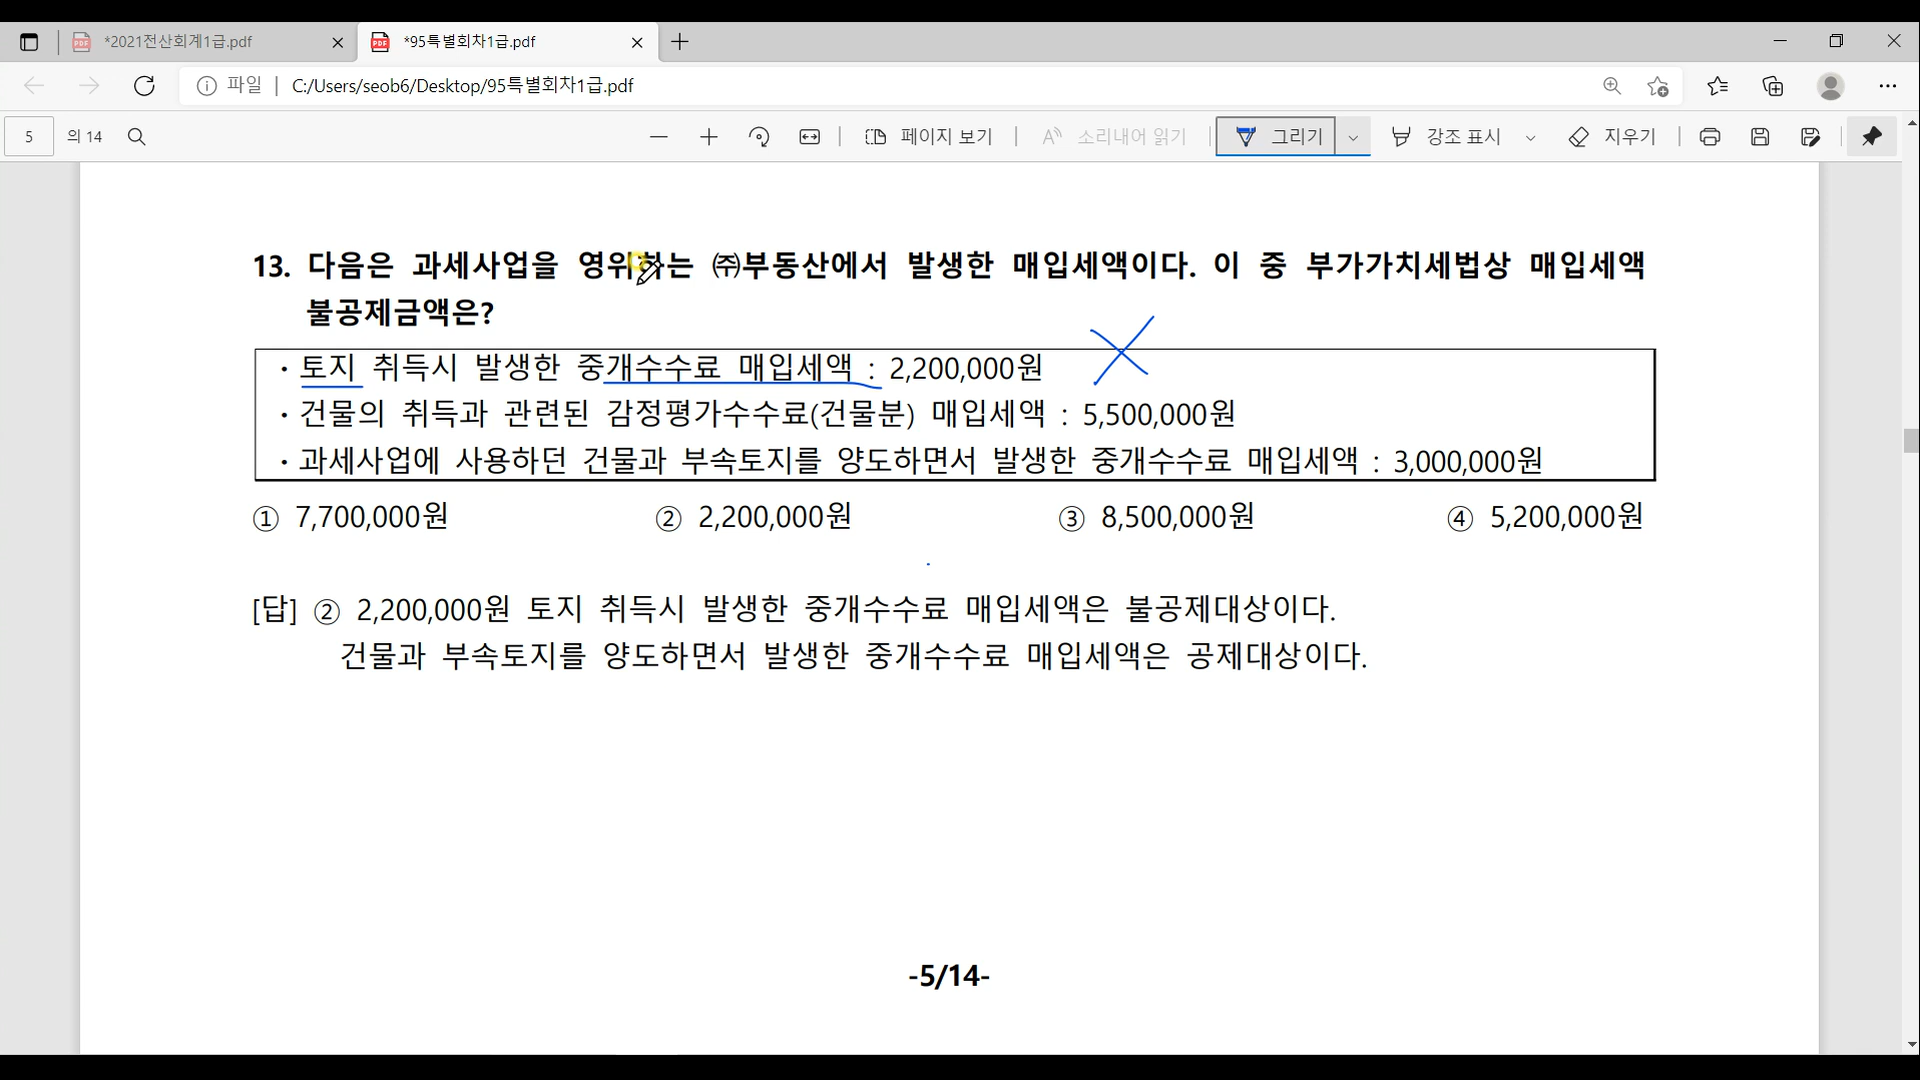 *2021전산회계1급.pdf
*95특별회차1급.pdf
파일 | C:/Users/seob6/Desktop/95특별회차1급.pdf
5 의 14 페이지 보기 소리내어 읽기 그리기 강조 표시 지우기
13. 다음은 과세사업을 영위하는 ㈜부동산에서 발생한 매입세액이다. 이 중 부가가치세법상 매입세액
불공제금액은?
· 토지 취득시 발생한 중개수수료 매입세액 : 2,200,000원
· 건물의 취득과 관련된 감정평가수수료(건물분) 매입세액 : 5,500,000원
· 과세사업에 사용하던 건물과 부속토지를 양도하면서 발생한 중개수수료 매입세액 : 3,000,000원
① 7,700,000원 ② 2,200,000원 ③ 8,500,000원 ④ 5,200,000원
[답] ② 2,200,000원 토지 취득시 발생한 중개수수료 매입세액은 불공제대상이다.
건물과 부속토지를 양도하면서 발생한 중개수수료 매입세액은 공제대상이다.
-5/14-